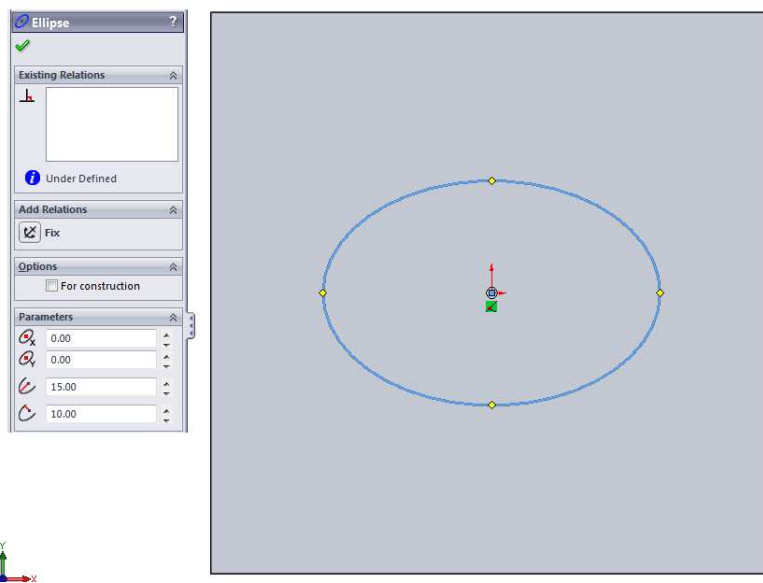 Ellipse ?
Existing Relations
Under Defined
Add Relations
Fix
Options
For construction
Parameters
X 0.00
Y 0.00
15.00
10.00
Y
X